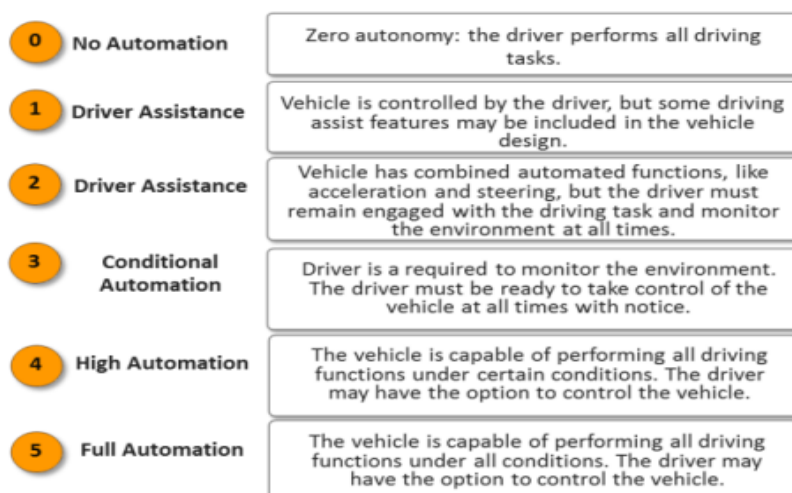 0
No Automation
Zero autonomy: the driver performs all driving
tasks.
1
Driver Assistance
Vehicle is controlled by the driver, but some driving
assist features may be included in the vehicle
design.
2
Driver Assistance
Vehicle has combined automated functions, like
acceleration and steering, but the driver must
remain engaged with the driving task and monitor
the environment at all times.
3
Conditional
Automation
Driver is a required to monitor the environment.
The driver must be ready to take control of the
vehicle at all times with notice.
4
High Automation
The vehicle is capable of performing all driving
functions under certain conditions. The driver
may have the option to control the vehicle.
5
Full Automation
The vehicle is capable of performing all driving
functions under all conditions. The driver may
have the option to control the vehicle.